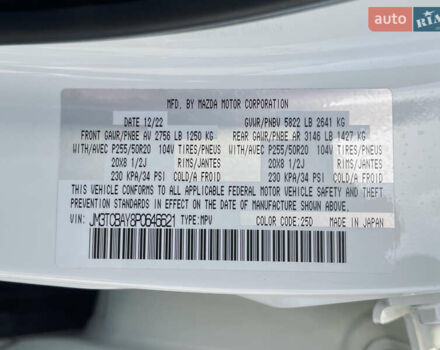 AUTO RIA
MFD. BY MAZDA MOTOR CORPORATION
DATE 12/22 GVWR/PNBV 5822 LB 2641 KG
FRONT GAWR/PNBE AV 2756 LB 1250 KG REAR GAWR/PNBE AR 3146 LB 1427 KG
WITH/AVEC P255/50R20 104V TIRES/PNEUS WITH/AVEC P255/50R20 104V TIRES/PNEUS
20X8 1/2J RIMS/JANTES 20X8 1/2J RIMS/JANTES
230 KPA/34 PSI COLD/A FROID 230 KPA/34 PSI COLD/A FROID
THIS VEHICLE CONFORMS TO ALL APPLICABLE FEDERAL MOTOR VEHICLE SAFETY AND THEFT
PREVENTION STANDARDS IN EFFECT ON THE DATE OF MANUFACTURE SHOWN ABOVE.
VIN: JM3TCBAY8P0646621 TYPE:MPV COLOR CODE:25D MADE IN JAPAN